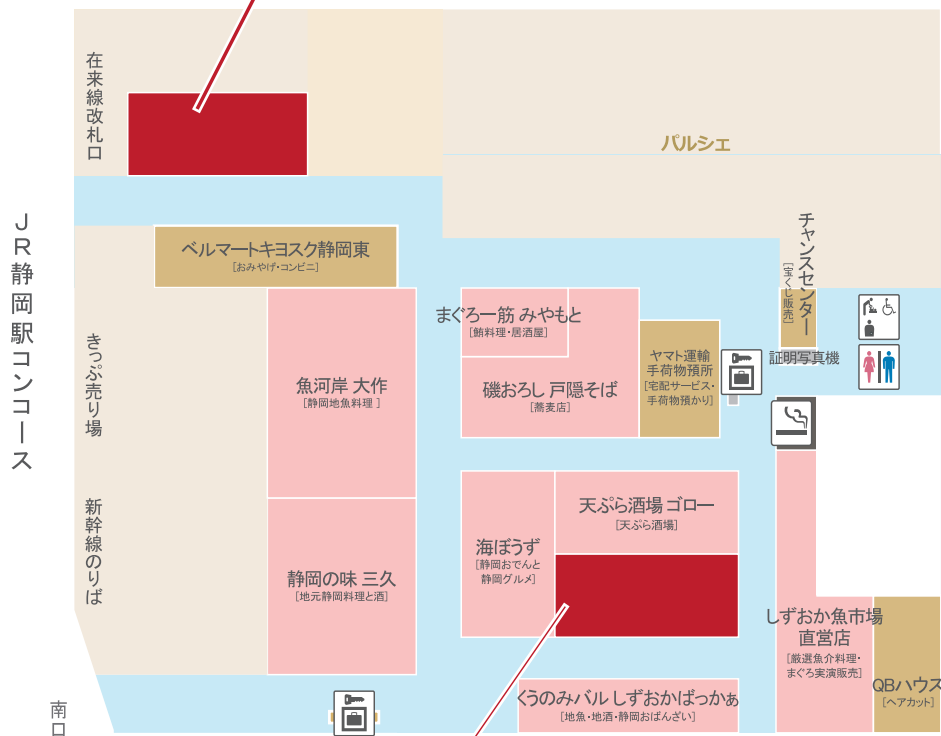 在来線改札口
パルシェ
JR静岡駅コンコース
ベルマートキヨスク静岡東
[おみやげ・コンビニ]
チャンスセンター
[宝くじ販売]
きっぷ売り場
まぐろ一筋 みやもと
[鮪料理・居酒屋]
魚河岸 大作
[静岡地魚料理 ]
磯おろし 戸隠そば
[蕎麦店]
ヤマト運輸
手荷物預所
[宅配サービス・
手荷物預かり]
証明写真機
新幹線のりば
天ぷら酒場 ゴロー
[天ぷら酒場]
海ぼうず
[静岡おでんと
静岡グルメ]
静岡の味 三久
[地元静岡料理と酒]
しずおか魚市場
直営店
[厳選魚介料理・
まぐろ実演販売]
QBハウス
[ヘアカット]
くうのみバル しずおかばっかぁ
[地魚・地酒・静岡おばんざい]
南口